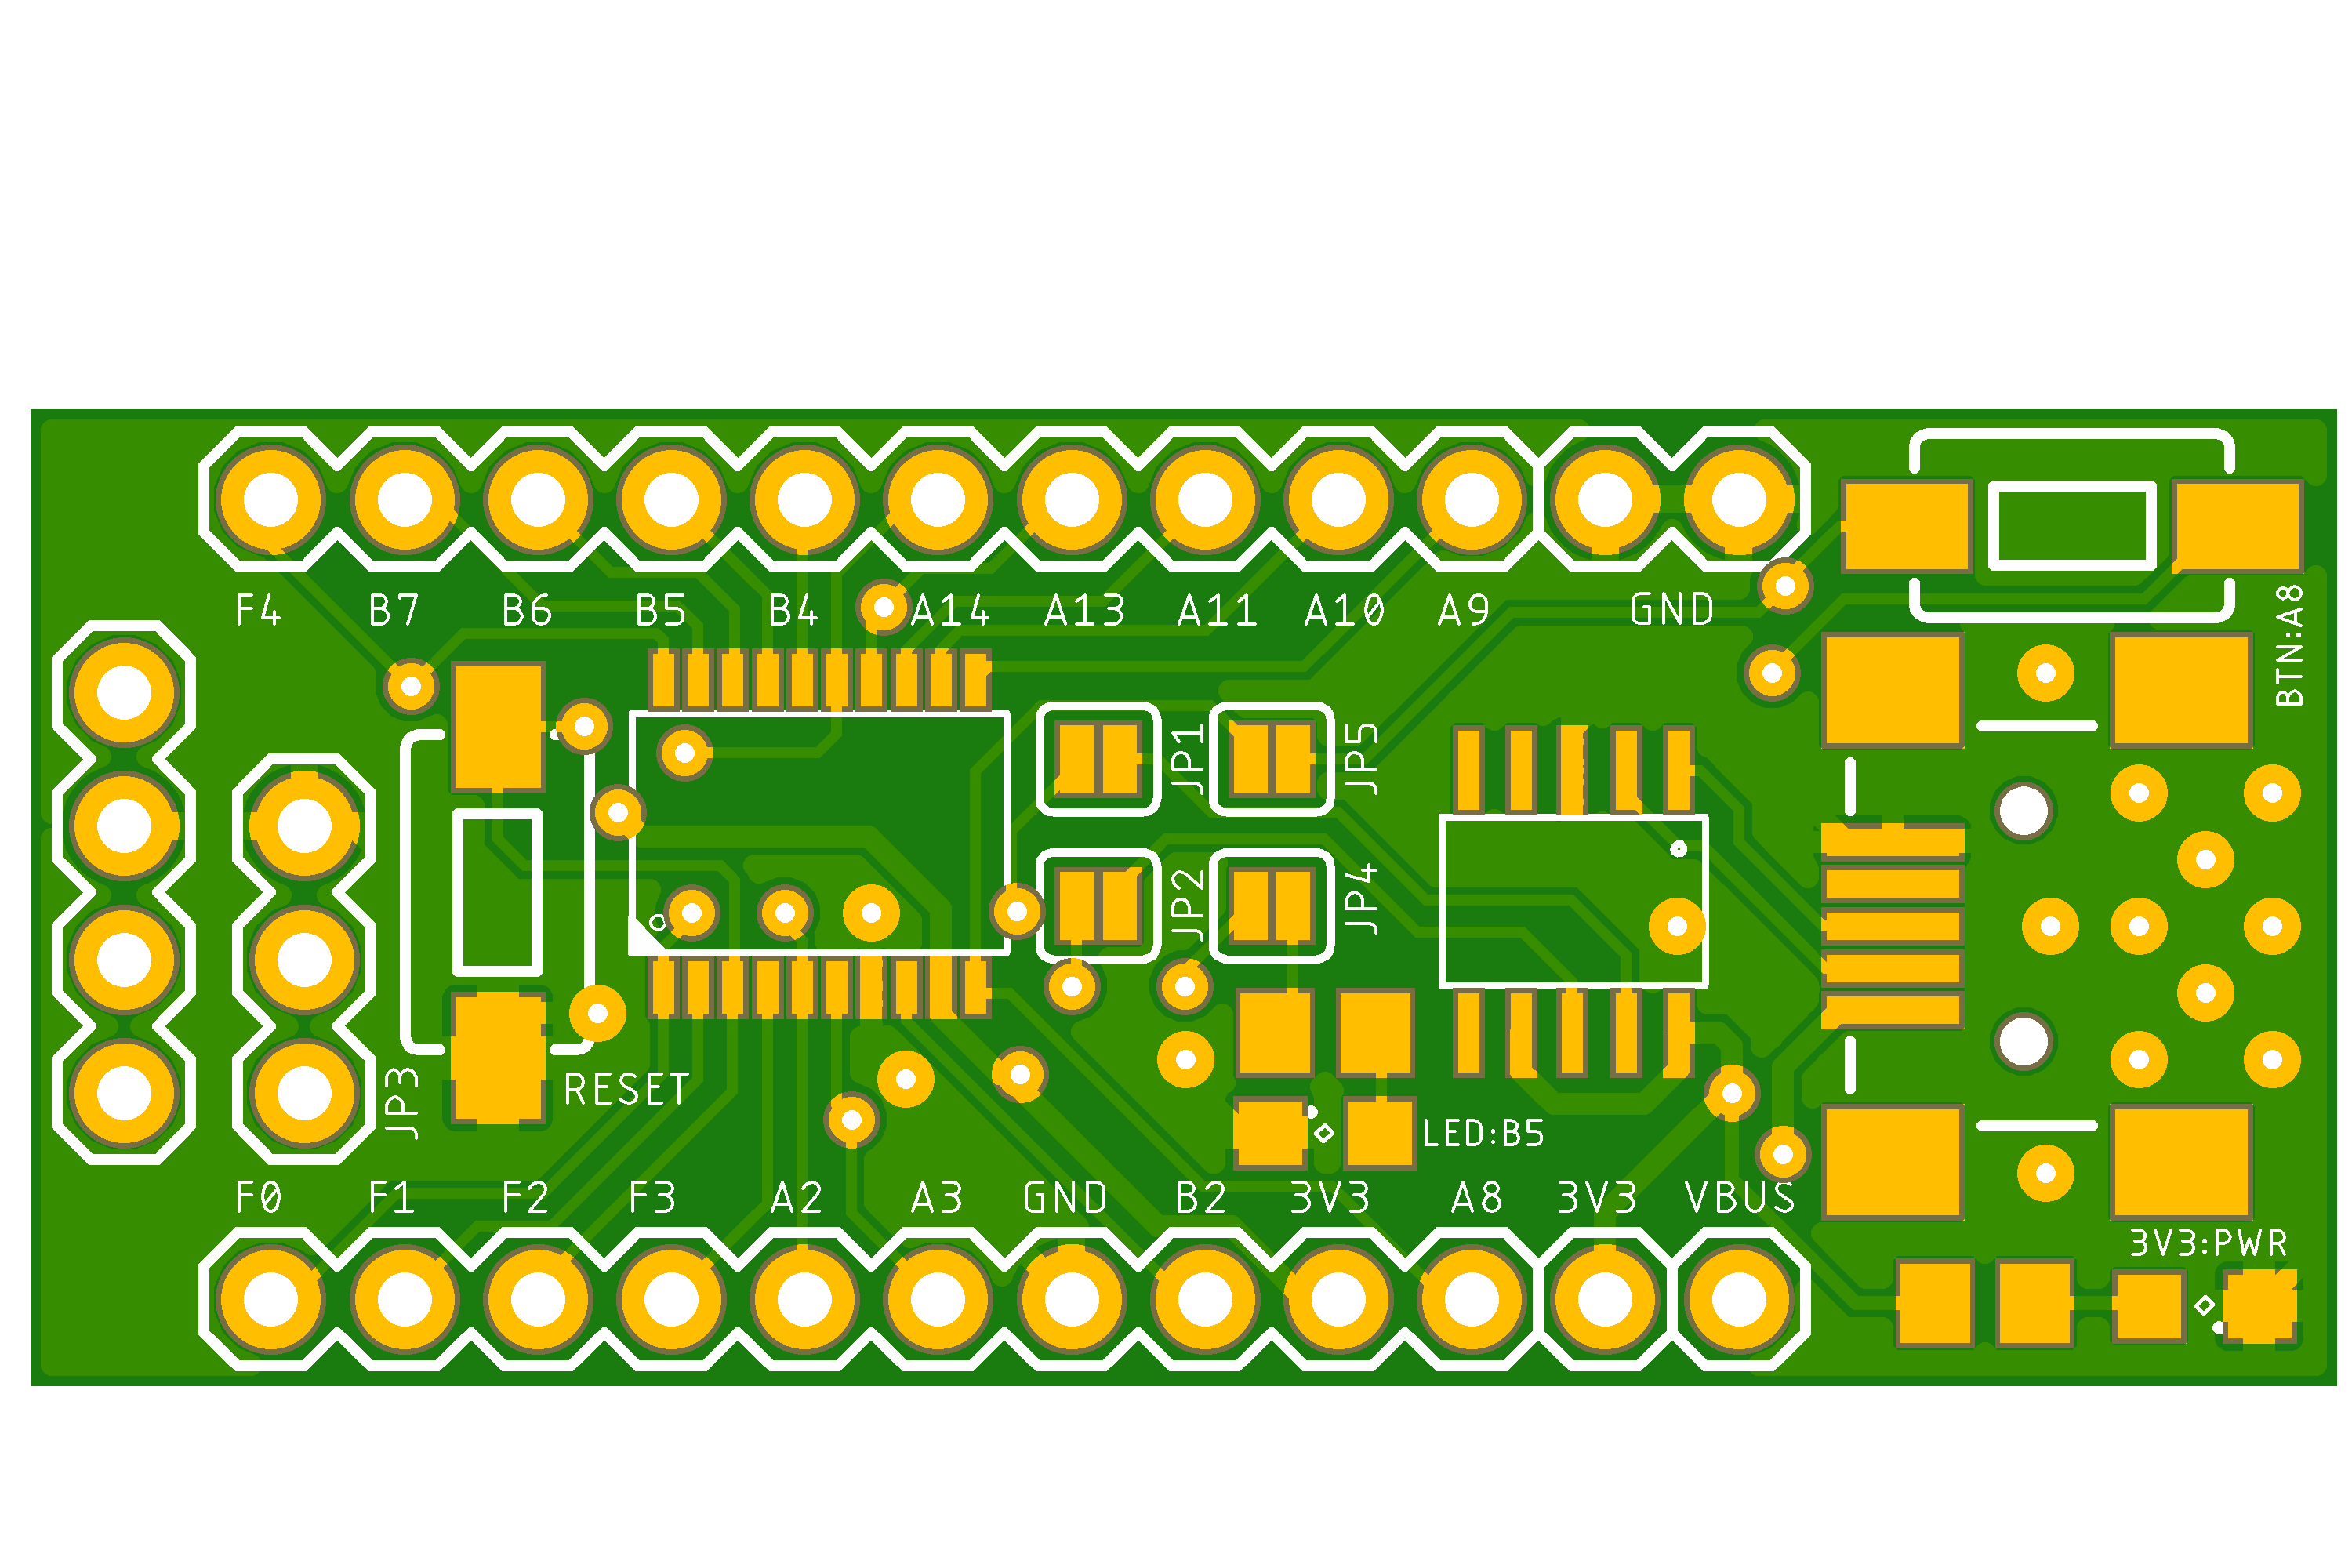 F4 B7 B6 B5 B4 A14 A13 A11 A10 A9 GND
BTN:A8
JP1
JP5
JP2
JP4
JP3
RESET
LED:B5
F0 F1 F2 F3 A2 A3 GND B2 3V3 A8 3V3 VBUS
3V3:PWR